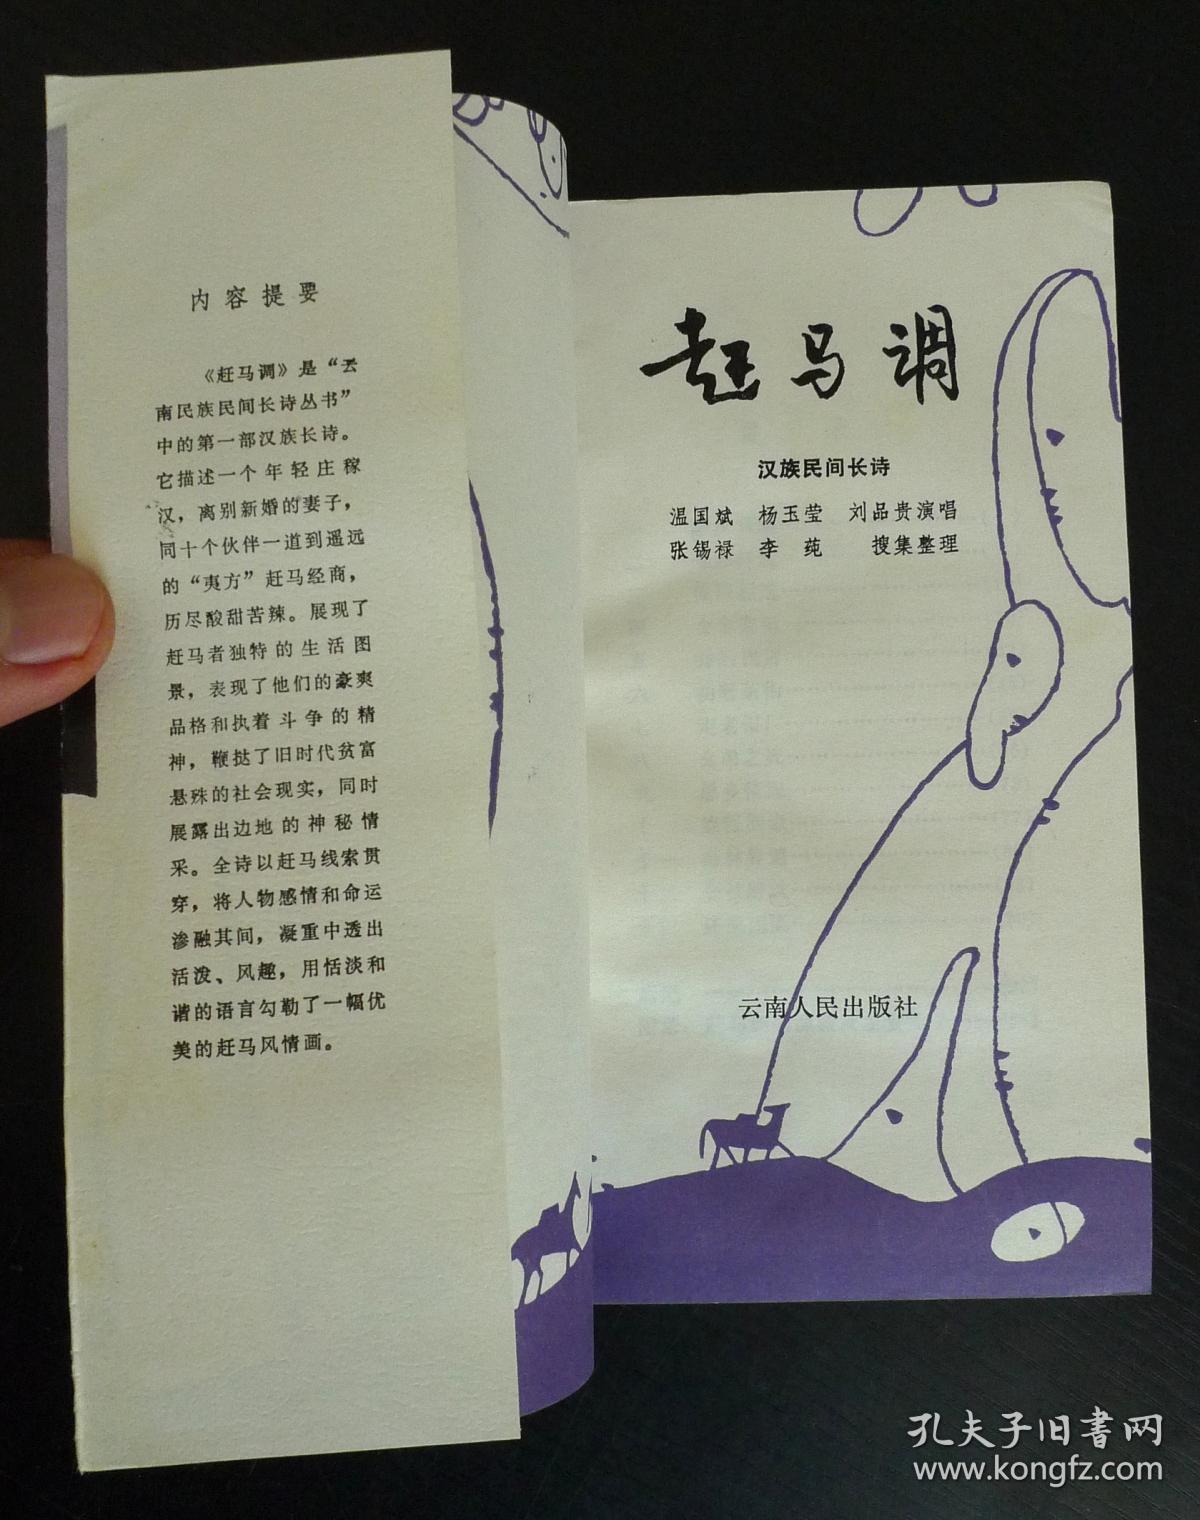 内容提要
《赶马调》是“云
南民族民间长诗丛书”
中的第一部汉族长诗。
它描述一个年轻庄稼
汉，离别新婚的妻子，
同十个伙伴一道到遥远
的“夷方”赶马经商，
历尽酸甜苦辣。展现了
赶马者独特的生活图
景，表现了他们的豪爽
品格和执着斗争的精
神，鞭挞了旧时代贫富
悬殊的社会现实，同时
展露出边地的神秘情
采。全诗以赶马线索贯
穿，将人物感情和命运
渗融其间，凝重中透出
活泼、风趣，用恬淡和
谐的语言勾勒了一幅优
美的赶马风情画。
赶马调
汉族民间长诗
温国斌 杨玉莹 刘品贵演唱
张锡禄 李莼 搜集整理
云南人民出版社
孔夫子旧书网
www.kongfz.com